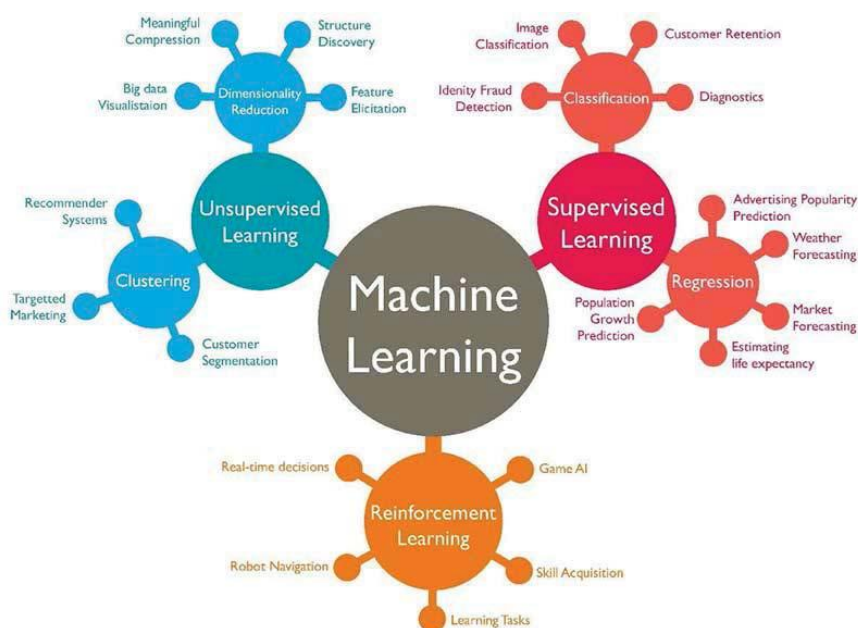 Meaningful
Compression
Structure
Discovery
Big data
Visualistaion
Dimensionality
Reduction
Feature
Elicitation
Unsupervised
Learning
Recommender
Systems
Clustering
Targetted
Marketing
Customer
Segmentation
Image
Classification
Customer Retention
Idenity Fraud
Detection
Classification
Diagnostics
Supervised
Learning
Advertising Popularity
Prediction
Weather
Forecasting
Regression
Population
Growth
Prediction
Market
Forecasting
Estimating
life expectancy
Machine
Learning
Real-time decisions
Game AI
Reinforcement
Learning
Robot Navigation
Skill Acquisition
Learning Tasks